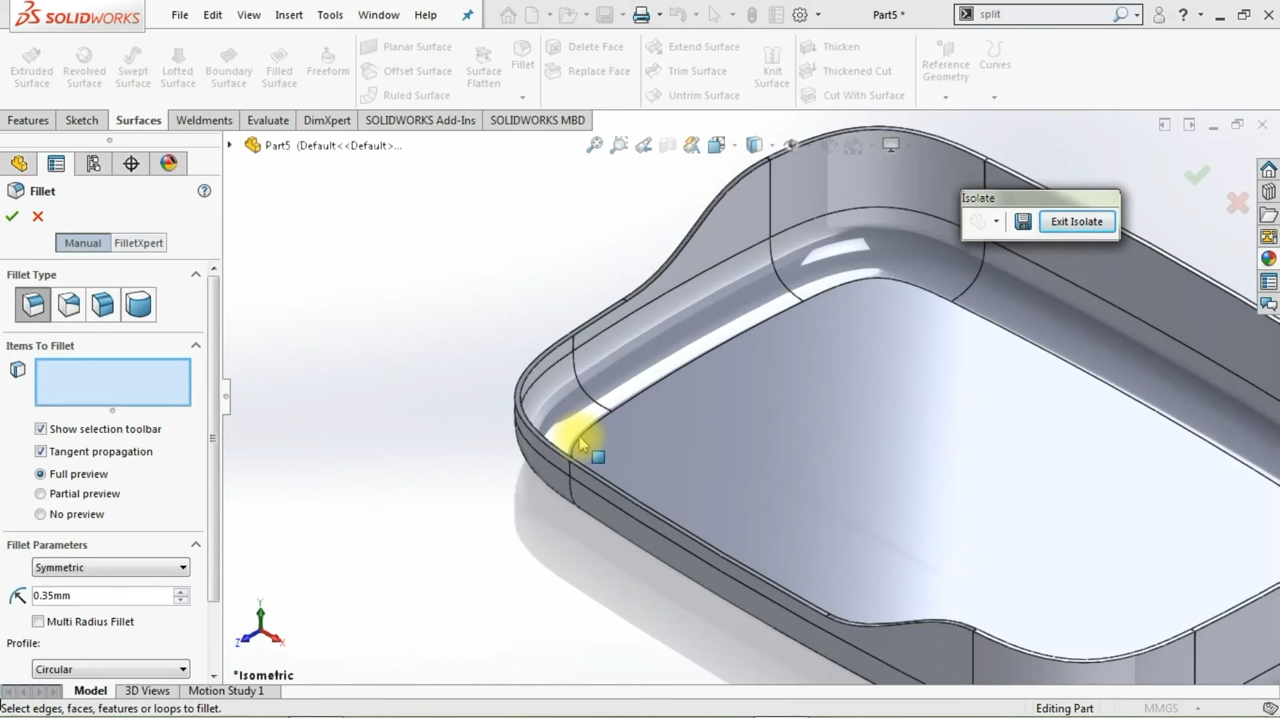 SOLIDWORKS File Edit View Insert Tools Window Help Part5 * split
Extruded Surface
Revolved Surface
Swept Surface
Lofted Surface
Boundary Surface
Filled Surface
Freeform
Planar Surface
Offset Surface
Ruled Surface
Surface Flatten
Fillet
Delete Face
Replace Face
Extend Surface
Trim Surface
Untrim Surface
Knit Surface
Thicken
Thickened Cut
Cut With Surface
Reference Geometry
Curves
Features Sketch Surfaces Weldments Evaluate DimXpert SOLIDWORKS Add-Ins SOLIDWORKS MBD
Part5 (Default<<Default>...
Fillet
Manual FilletXpert
Fillet Type
Items To Fillet
Show selection toolbar
Tangent propagation
Full preview
Partial preview
No preview
Fillet Parameters
Symmetric
0.35mm
Multi Radius Fillet
Profile:
Circular
Isolate
Exit Isolate
Y
Z X
*Isometric
Model 3D Views Motion Study 1
Select edges, faces, features or loops to fillet. Editing Part MMGS